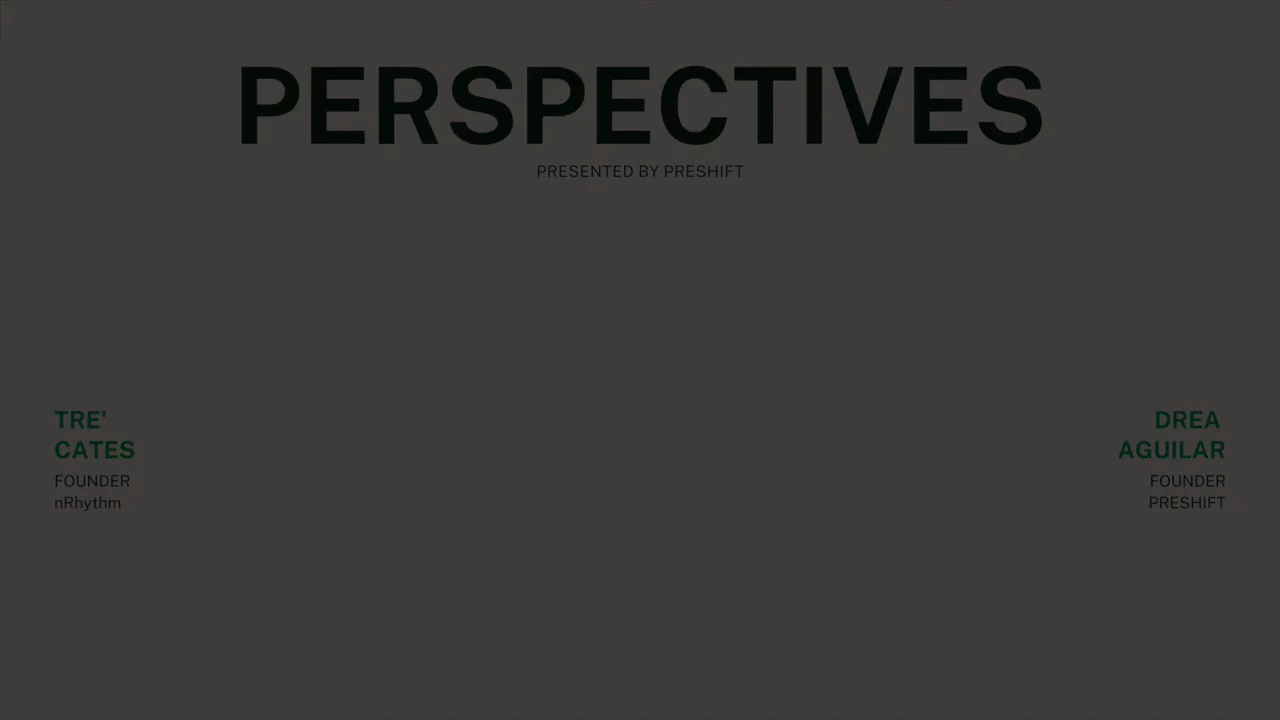 PERSPECTIVES
PRESENTED BY PRESHIFT
TRE'
CATES
FOUNDER
nRhythm
DREA
AGUILAR
FOUNDER
PRESHIFT